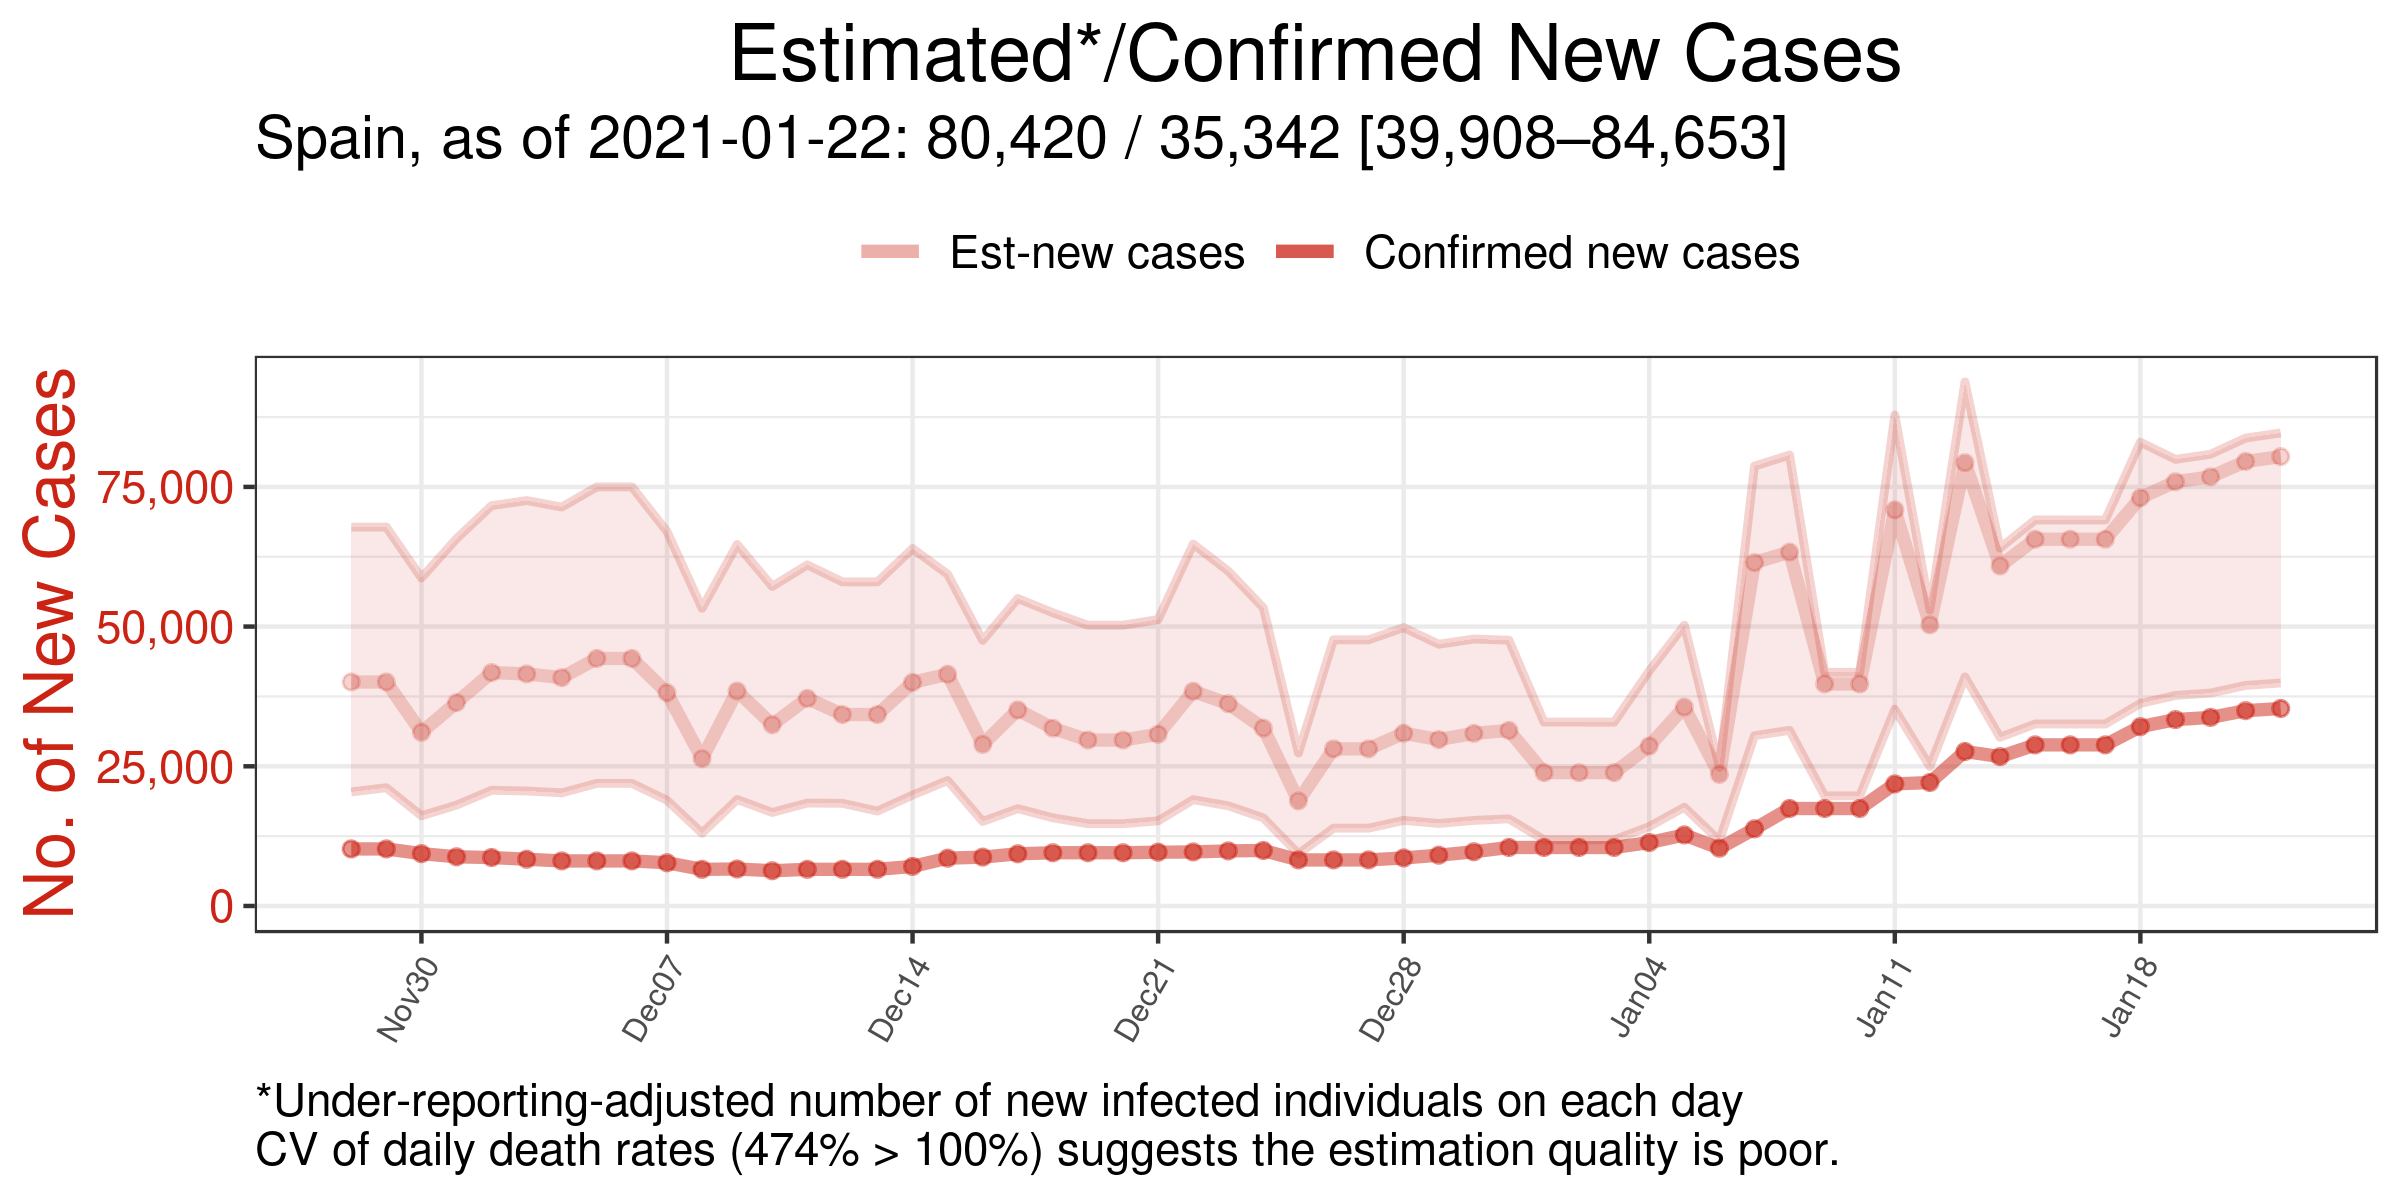 Estimated*/Confirmed New Cases
Spain, as of 2021-01-22: 80,420 / 35,342 [39,908–84,653]
Est-new cases Confirmed new cases
No. of New Cases
75,000
50,000
25,000
0
Nov30 Dec07 Dec14 Dec21 Dec28 Jan04 Jan11 Jan18
*Under-reporting-adjusted number of new infected individuals on each day
CV of daily death rates (474% > 100%) suggests the estimation quality is poor.